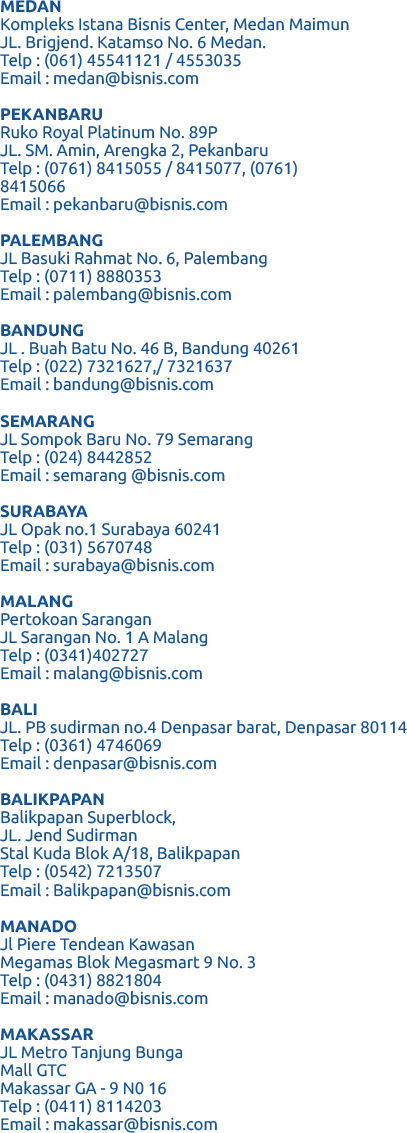 MEDAN
Kompleks Istana Bisnis Center, Medan Maimun
JL. Brigjend. Katamso No. 6 Medan.
Telp : (061) 45541121 / 4553035
Email : medan@bisnis.com
PEKANBARU
Ruko Royal Platinum No. 89P
JL. SM. Amin, Arengka 2, Pekanbaru
Telp : (0761) 8415055 / 8415077, (0761)
8415066
Email : pekanbaru@bisnis.com
PALEMBANG
JL Basuki Rahmat No. 6, Palembang
Telp : (0711) 8880353
Email : palembang@bisnis.com
BANDUNG
JL . Buah Batu No. 46 B, Bandung 40261
Telp : (022) 7321627,/ 7321637
Email : bandung@bisnis.com
SEMARANG
JL Sompok Baru No. 79 Semarang
Telp : (024) 8442852
Email : semarang @bisnis.com
SURABAYA
JL Opak no.1 Surabaya 60241
Telp : (031) 5670748
Email : surabaya@bisnis.com
MALANG
Pertokoan Sarangan
JL Sarangan No. 1 A Malang
Telp : (0341)402727
Email : malang@bisnis.com
BALI
JL. PB sudirman no.4 Denpasar barat, Denpasar 80114
Telp : (0361) 4746069
Email : denpasar@bisnis.com
BALIKPAPAN
Balikpapan Superblock,
JL. Jend Sudirman
Stal Kuda Blok A/18, Balikpapan
Telp : (0542) 7213507
Email : Balikpapan@bisnis.com
MANADO
Jl Piere Tendean Kawasan
Megamas Blok Megasmart 9 No. 3
Telp : (0431) 8821804
Email : manado@bisnis.com
MAKASSAR
JL Metro Tanjung Bunga
Mall GTC
Makassar GA - 9 N0 16
Telp : (0411) 8114203
Email : makassar@bisnis.com